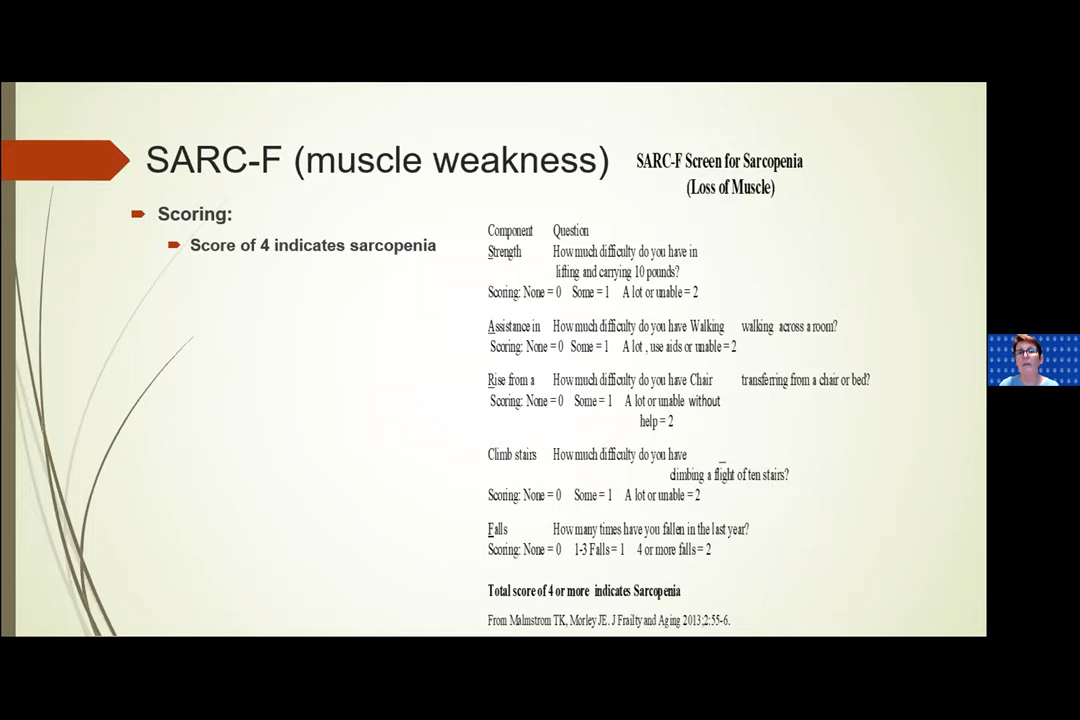 SARC-F (muscle weakness)
Scoring:
Score of 4 indicates sarcopenia
SARC-F Screen for Sarcopenia
(Loss of Muscle)
Component Question
Strength How much difficulty do you have in
lifting and carrying 10 pounds?
Scoring: None = 0 Some = 1 A lot or unable = 2
Assistance in How much difficulty do you have Walking walking across a room?
Scoring: None = 0 Some = 1 A lot , use aids or unable = 2
Rise from a How much difficulty do you have Chair transferring from a chair or bed?
Scoring: None = 0 Some = 1 A lot or unable without
help = 2
Climb stairs How much difficulty do you have
climbing a flight of ten stairs?
Scoring: None = 0 Some = 1 A lot or unable = 2
Falls How many times have you fallen in the last year?
Scoring: None = 0 1-3 Falls = 1 4 or more falls = 2
Total score of 4 or more indicates Sarcopenia
From Malmstrom TK, Morley JE. J Frailty and Aging 2013;2:55-6.